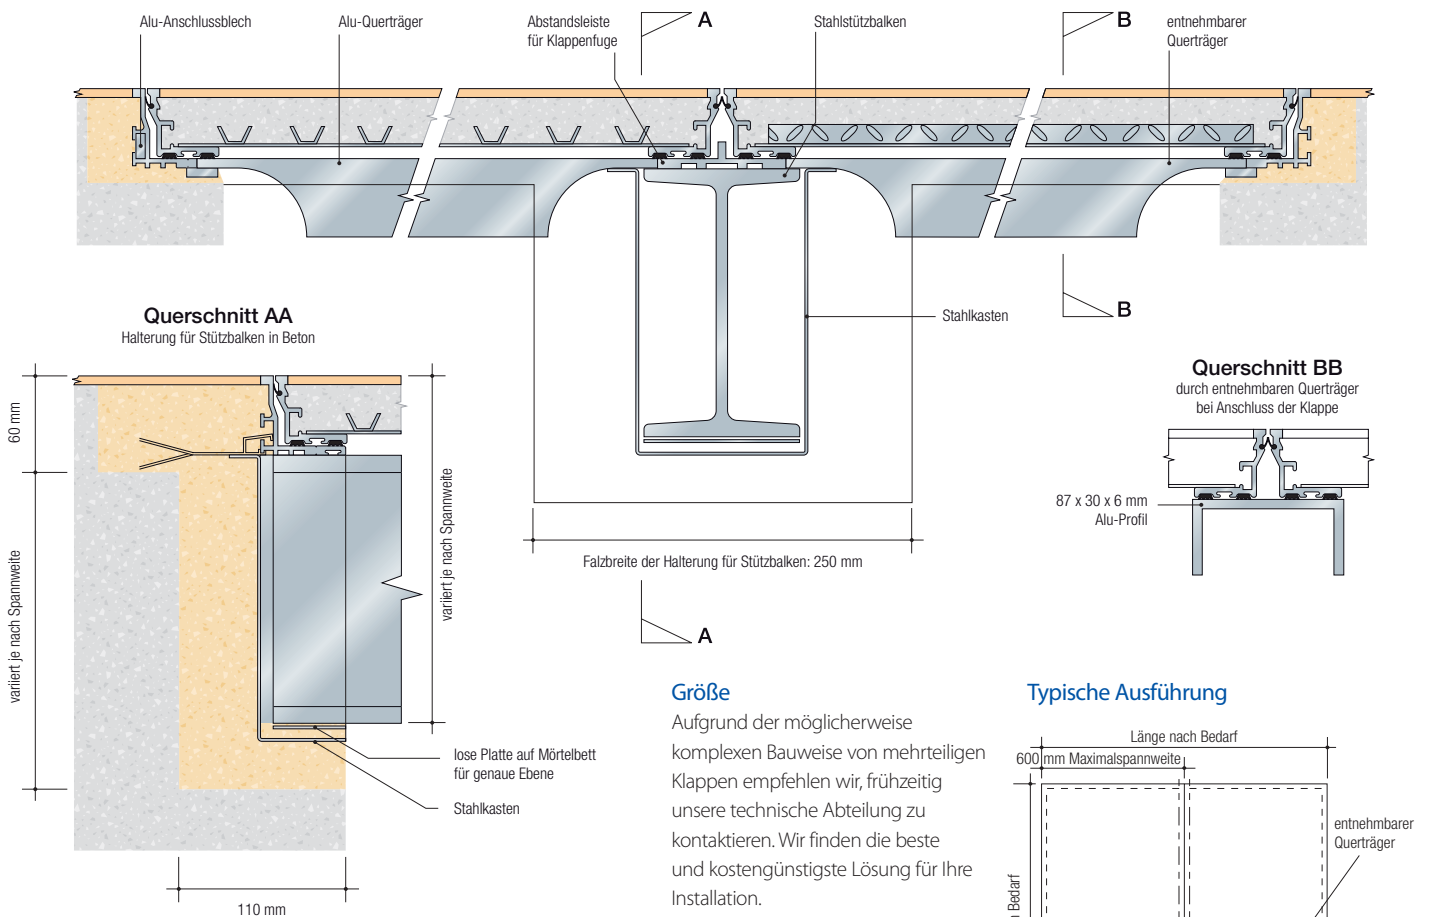 Alu-Anschlussblech
Alu-Querträger
Abstandsleiste
für Klappenfuge
A
Stahlstützbalken
B
entnehmbarer
Querträger
B
Stahlkasten
Querschnitt AA
Halterung für Stützbalken in Beton
60 mm
variiert je nach Spannweite
variiert je nach Spannweite
Falzbreite der Halterung für Stützbalken: 250 mm
A
Querschnitt BB
durch entnehmbaren Querträger
bei Anschluss der Klappe
87 x 30 x 6 mm
Alu-Profil
lose Platte auf Mörtelbett
für genaue Ebene
Stahlkasten
110 mm
Größe
Aufgrund der möglicherweise
komplexen Bauweise von mehrteiligen
Klappen empfehlen wir, frühzeitig
unsere technische Abteilung zu
kontaktieren. Wir finden die beste
und kostengünstigste Lösung für Ihre
Installation.
Typische Ausführung
Länge nach Bedarf
600 mm Maximalspannweite
entnehmbarer
Querträger
Bedarf